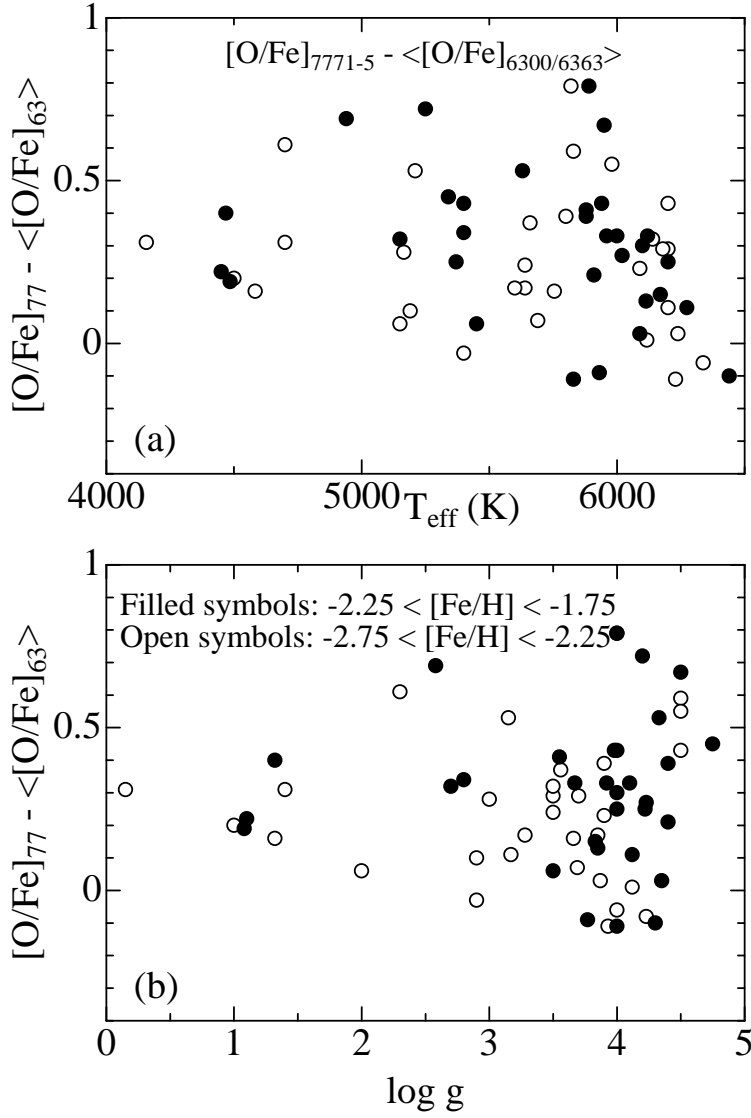 1
[O/Fe]7771-5 - <[O/Fe]6300/6363>
[O/Fe]77 - <[O/Fe]63>
0.5
0
(a)
4000 5000 6000
Teff (K)
1
Filled symbols: -2.25 < [Fe/H] < -1.75
Open symbols: -2.75 < [Fe/H] < -2.25
[O/Fe]77 - <[O/Fe]63>
0.5
0
(b)
0 1 2 3 4 5
log g